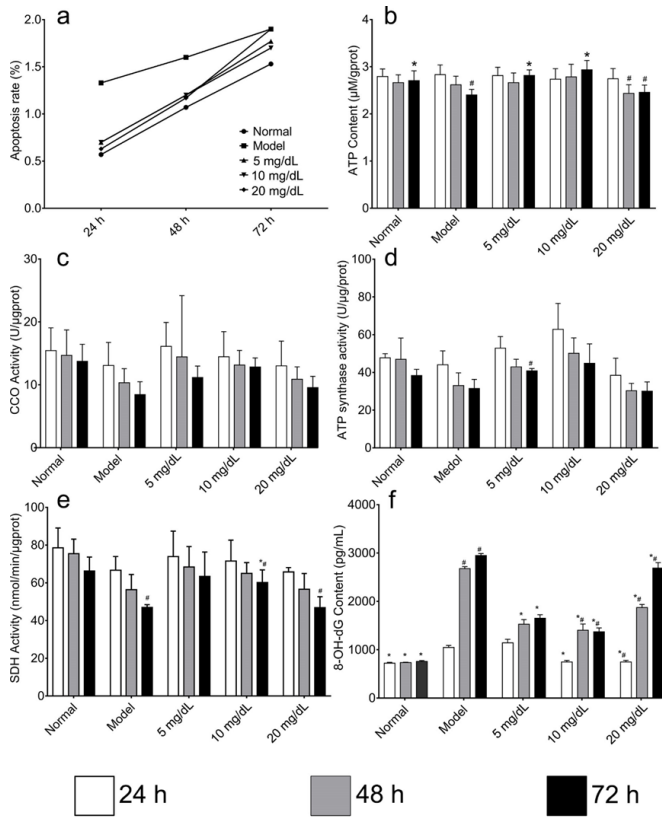 a
Apoptosis rate (%)
2.0
1.5
1.0
0.5
0.0
24 h
48 h
72 h
Normal
Model
5 mg/dL
10 mg/dL
20 mg/dL
b
ATP Content (μM/gprot)
4
3
2
1
0
* # * * # #
Normal
Model
5 mg/dL
10 mg/dL
20 mg/dL
c
CCO Activity (U/μgprot)
30
20
10
0
Normal
Model
5 mg/dL
10 mg/dL
20 mg/dL
d
ATP synthase activity (U/μg/prot)
100
80
60
40
20
0
#
Normal
Medol
5 mg/dL
10 mg/dL
20 mg/dL
e
SDH Activity (nmol/min/μgprot)
100
80
60
40
20
0
# *# #
Normal
Model
5 mg/dL
10 mg/dL
20 mg/dL
f
8-OH-dG Content (pg/mL)
4000
3000
2000
1000
0
* * * # # * * * *# *# *# *# *#
Normal
Model
5 mg/dL
10 mg/dL
20 mg/dL
24 h
48 h
72 h